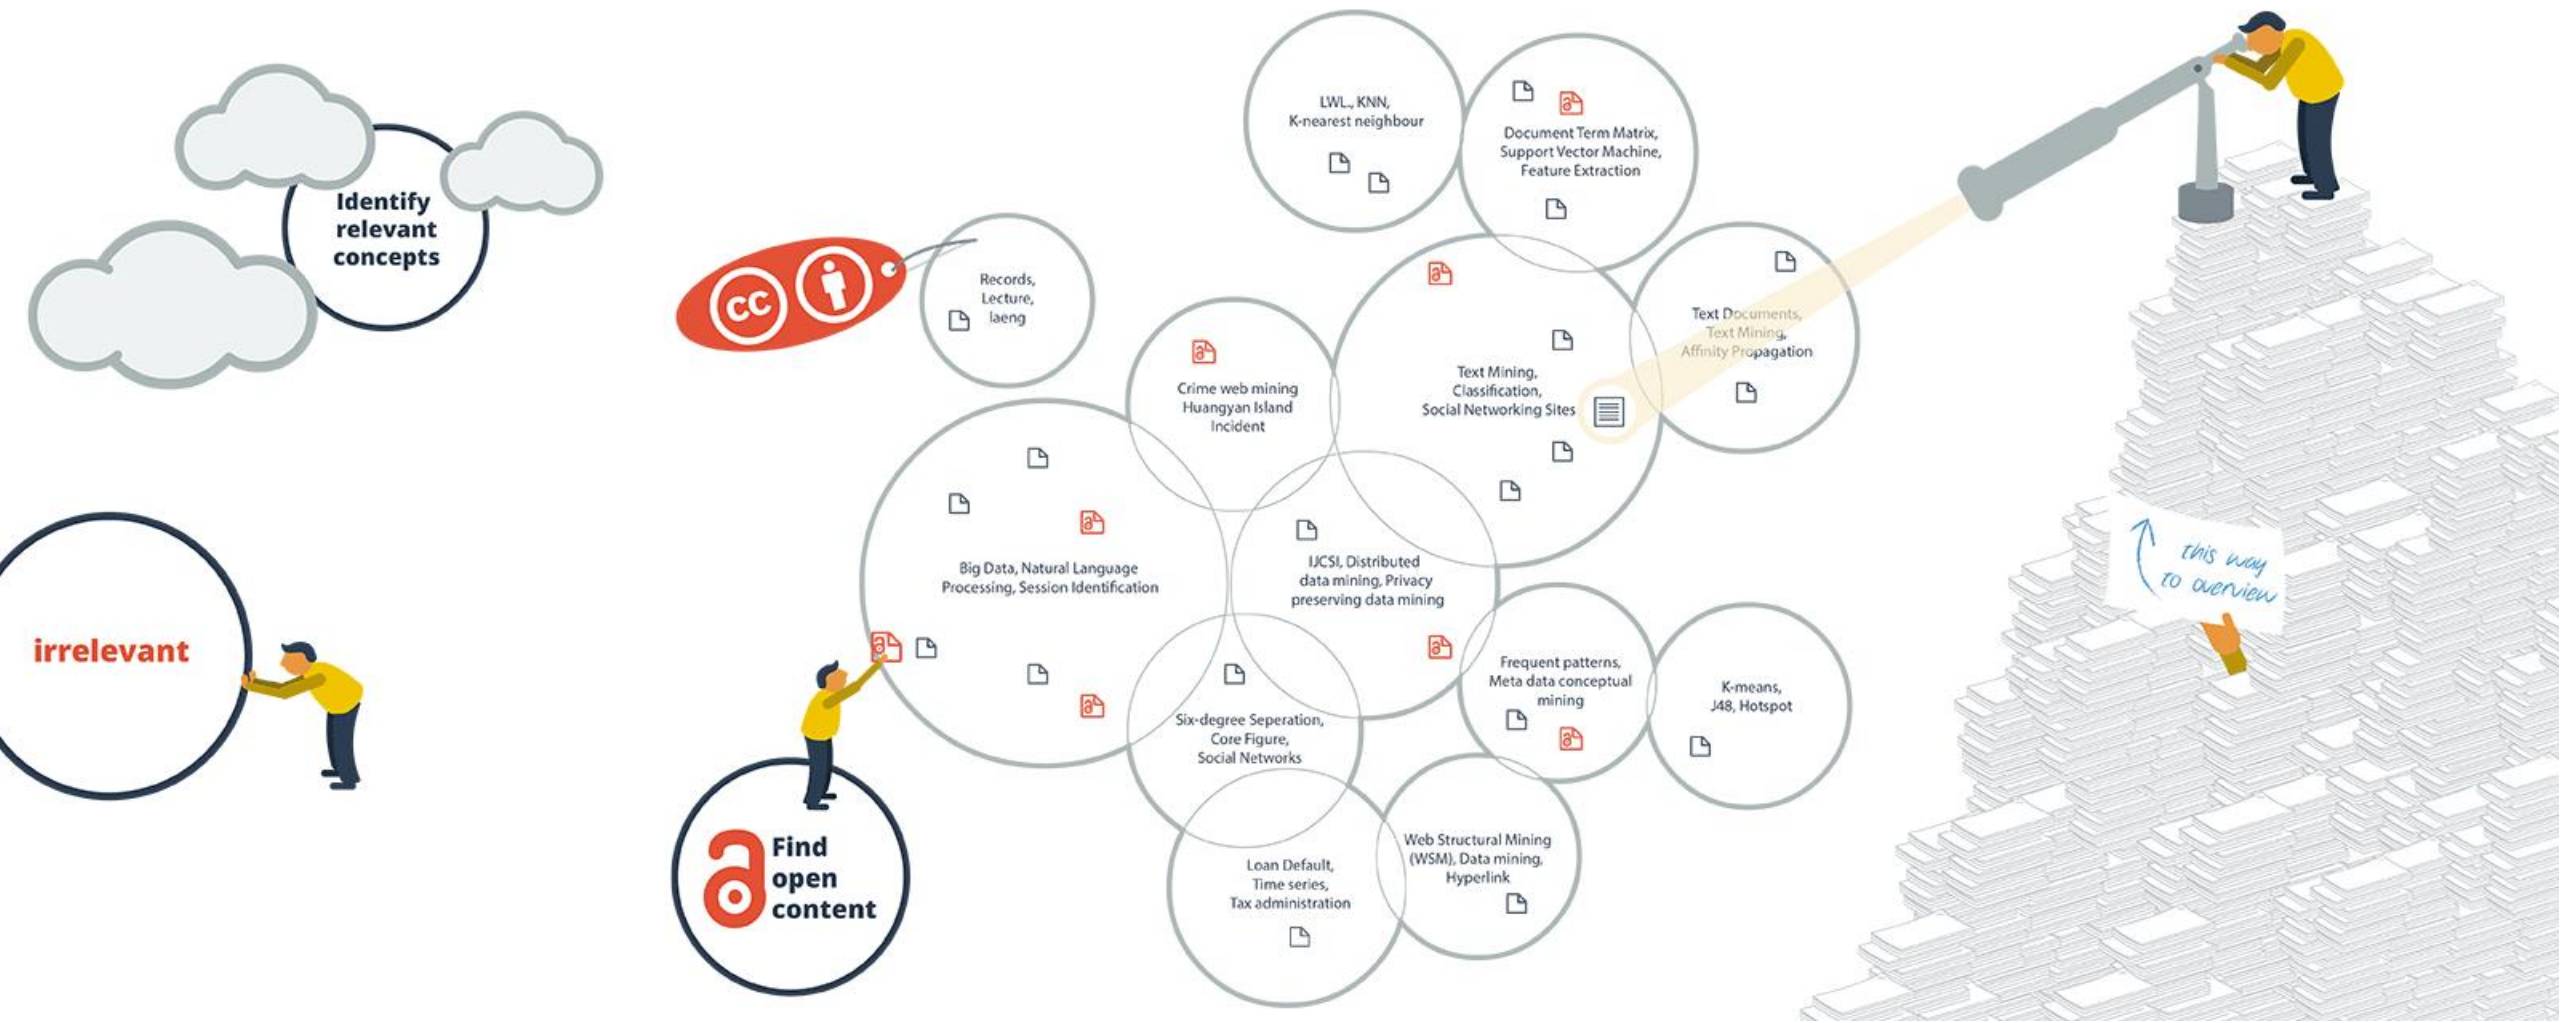 Identify
relevant
concepts
irrelevant
cc
Find
open
content
Records,
Lecture,
laeng
LWL, KNN,
K-nearest neighbour
Document Term Matrix,
Support Vector Machine,
Feature Extraction
Crime web mining
Huangyan Island
Incident
Text Mining,
Classification,
Social Networking Sites
Text Documents,
Text Mining,
Affinity Propagation
Big Data, Natural Language
Processing, Session Identification
IJCSI, Distributed
data mining, Privacy
preserving data mining
Six-degree Seperation,
Core Figure,
Social Networks
Frequent patterns,
Meta data conceptual
mining
K-means,
J48, Hotspot
Loan Default,
Time series,
Tax administration
Web Structural Mining
(WSM), Data mining,
Hyperlink
this way
to overview